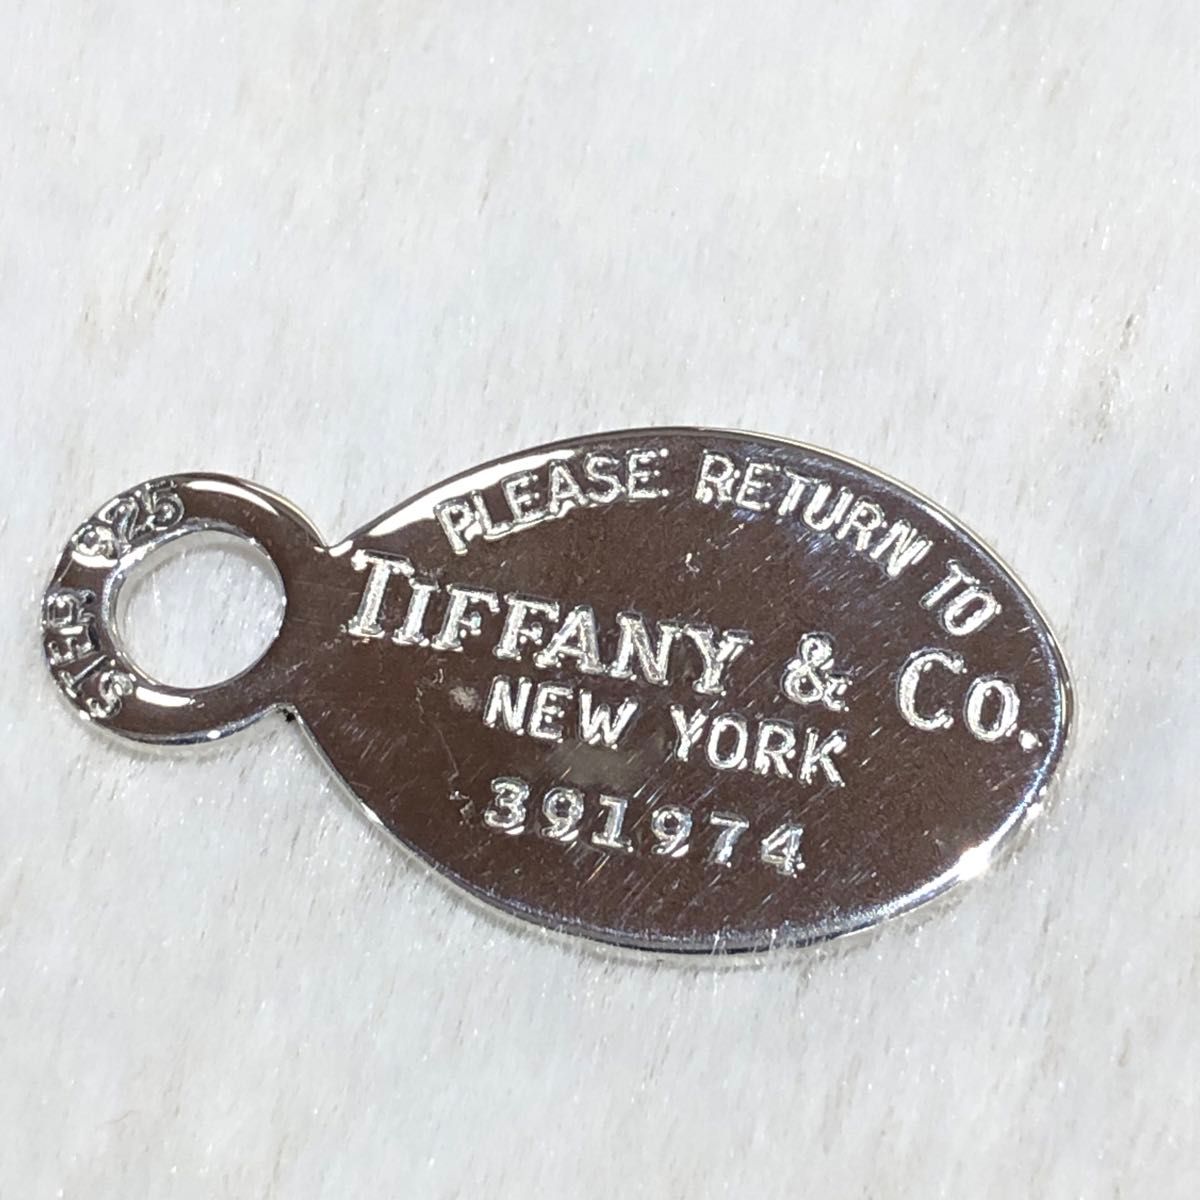 STER. 925
PLEASE RETURN TO
TIFFANY & CO.
NEW YORK
391974